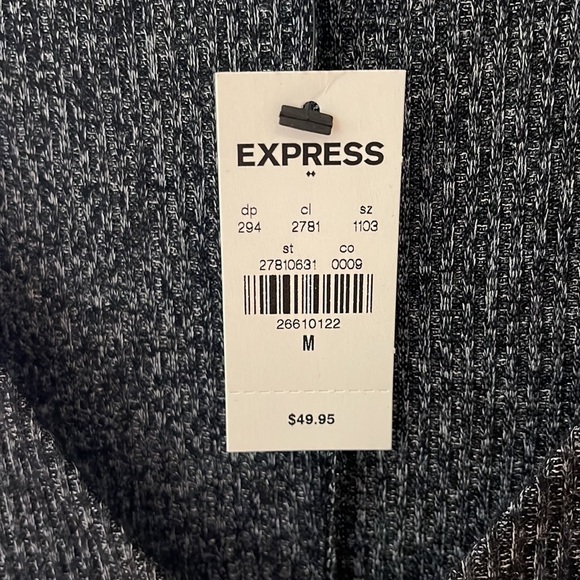 EXPRESS
dp cl sz
294 2781 1103
st co
27810631 0009
26610122
M
$49.95